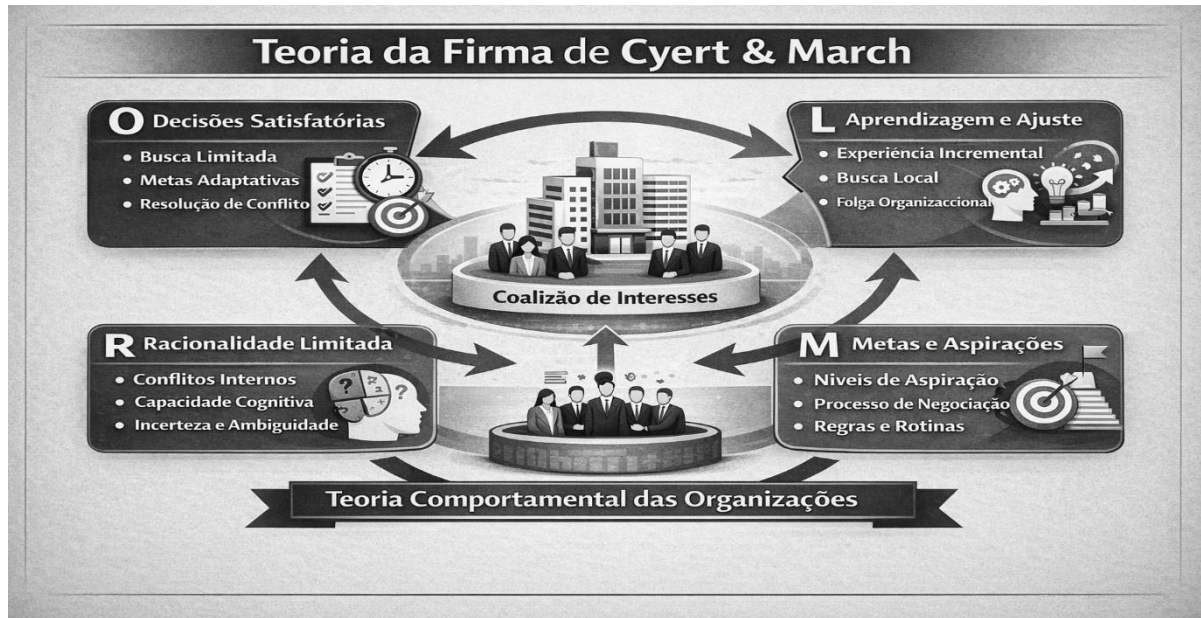 Teoria da Firma de Cyert & March
O Decisões Satisfatórias
• Busca Limitada
• Metas Adaptativas
• Resolução de Conflito
L Aprendizagem e Ajuste
• Experiência Incremental
• Busca Local
• Folga Organizaccional
Coalizão de Interesses
R Racionalidade Limitada
• Conflitos Internos
• Capacidade Cognitiva
• Incerteza e Ambiguidade
? ?
M Metas e Aspirações
• Niveis de Aspiração
• Processo de Negociação
• Regras e Rotinas
Teoria Comportamental das Organizações